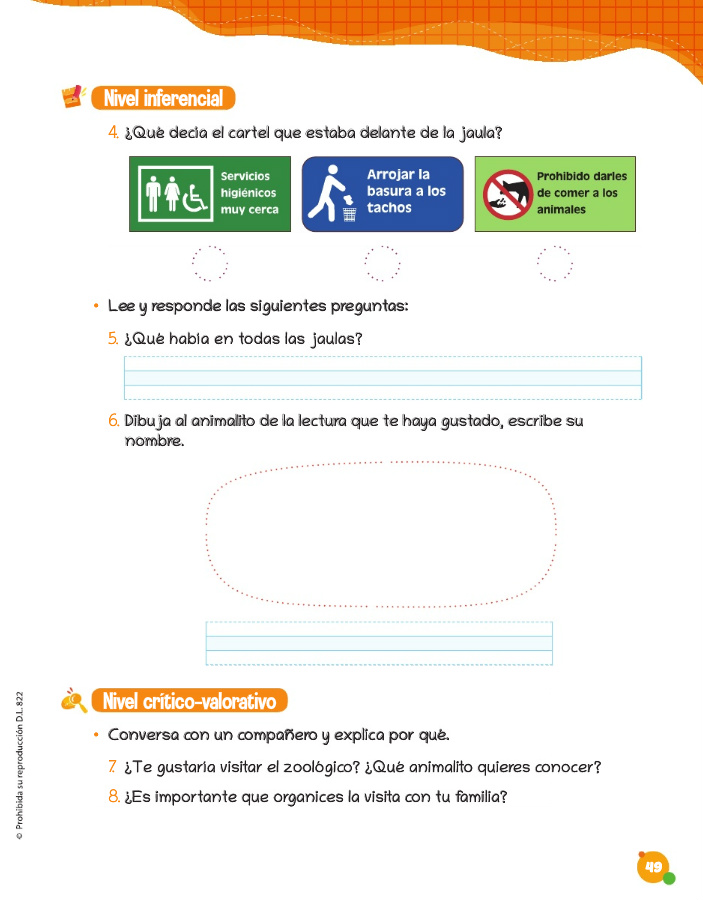 Nivel inferencial
4. ¿Qué decía el cartel que estaba delante de la jaula?
Servicios
higiénicos
muy cerca
Arrojar la
basura a los
tachos
Prohibido darles
de comer a los
animales
• Lee y responde las siguientes preguntas:
5. ¿Qué había en todas las jaulas?
6. Dibuja al animalito de la lectura que te haya gustado, escribe su
nombre.
Nivel crítico-valorativo
• Conversa con un compañero y explica por qué.
7. ¿Te gustaría visitar el zoológico? ¿Qué animalito quieres conocer?
8. ¿Es importante que organices la visita con tu familia?
© Prohibida su reproducción D.L. 822
49